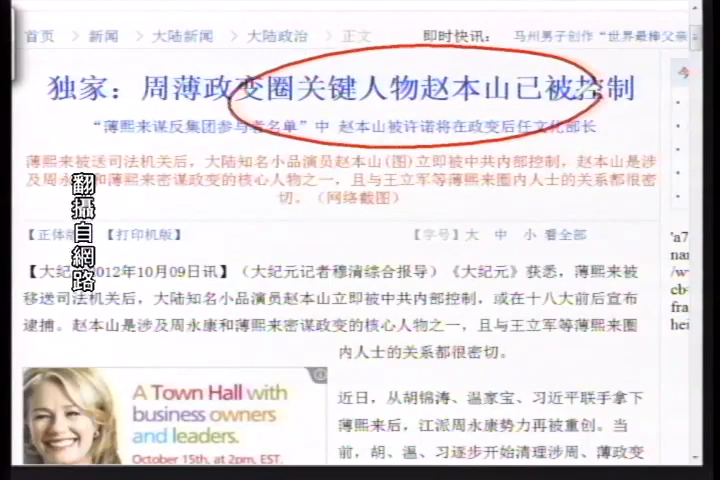 首页 > 新闻 > 大陆新闻 > 大陆政治 > 正文 即时快讯： 马州男子创作“世界最棒父亲
独家：周薄政变圈关键人物赵本山已被控制
“薄熙来谋反集团参与者名单”中 赵本山被许诺将在政变后任文化部长
薄熙来被送司法机关后，大陆知名小品演员赵本山(图)立即被中共内部控制，赵本山是涉
及周永 和薄熙来密谋政变的核心人物之一，且与王立军等薄熙来圈内人士的关系都很密
切。（网络截图）
翻攝自網路
【正体版】【打印机版】 【字号】大 中 小 看全部
【大纪 2012年10月09日讯】（大纪元记者穆清综合报导）《大纪元》获悉，薄熙来被
移送司法机关后，大陆知名小品演员赵本山立即被中共内部控制，或在十八大前后宣布
逮捕。赵本山是涉及周永康和薄熙来密谋政变的核心人物之一，且与王立军等薄熙来圈
内人士的关系都很密切。
近日，从胡锦涛、温家宝、习近平联手拿下
薄熙来后，江派周永康势力再被重创。当
前，胡、温、习逐步开始清理涉周、薄政变
A Town Hall with
business owners
and leaders.
October 15th, at 2pm, EST.
今
'a7
nar
/w
cb
fra
hei